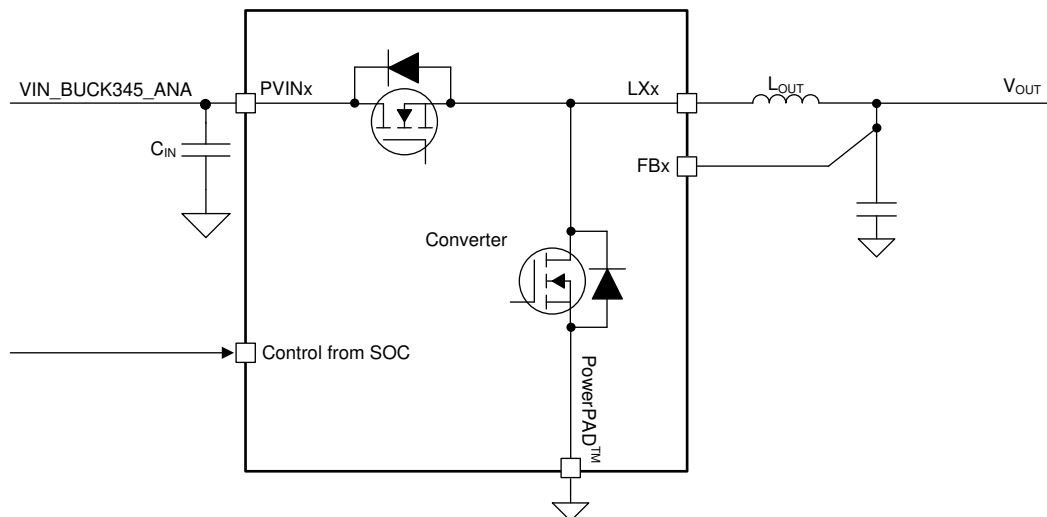 VIN_BUCK345_ANA
PVINx
LXx
LOUT
VOUT
CIN
FBx
Converter
Control from SOC
PowerPAD™